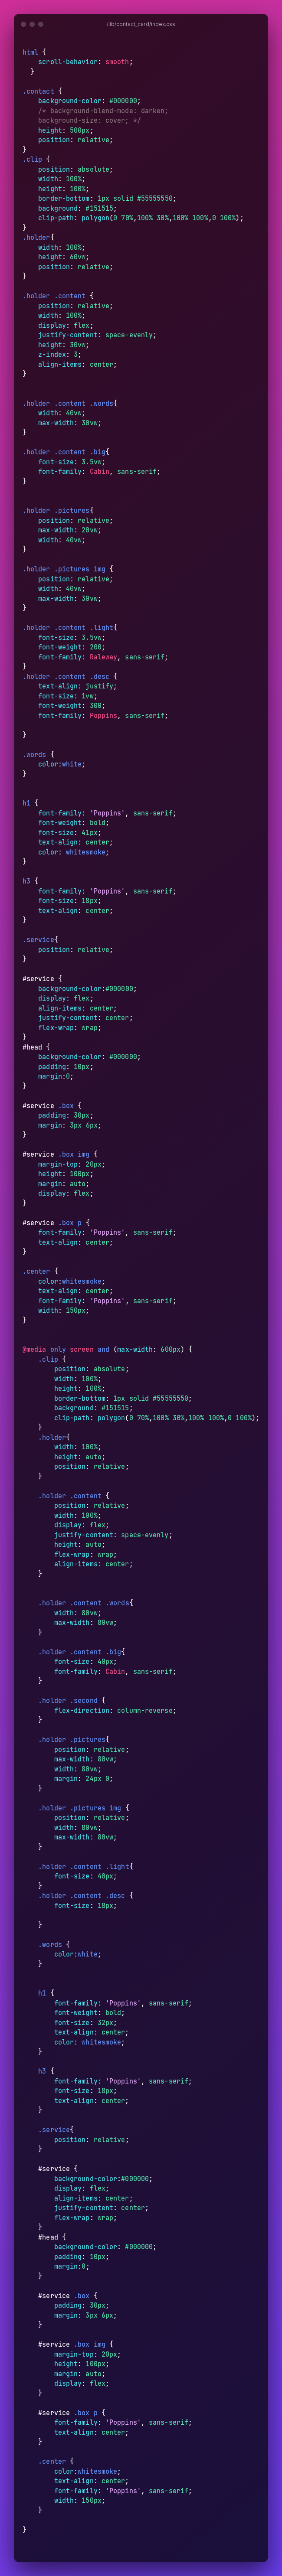 /lib/contact_card/index.css
html {
    scroll-behavior: smooth;
  }

.contact {
    background-color: #000000;
    /* background-blend-mode: darken;
    background-size: cover; */
    height: 500px;
    position: relative;
}
.clip {
    position: absolute;
    width: 100%;
    height: 100%;
    border-bottom: 1px solid #55555550;
    background: #151515;
    clip-path: polygon(0 70%,100% 30%,100% 100%,0 100%);
}
.holder{
    width: 100%;
    height: 60vw;
    position: relative;
}

.holder .content {
    position: relative;
    width: 100%;
    display: flex;
    justify-content: space-evenly;
    height: 30vw;
    z-index: 3;
    align-items: center;
}


.holder .content .words{
    width: 40vw;
    max-width: 30vw;
}

.holder .content .big{
    font-size: 3.5vw;
    font-family: Cabin, sans-serif;
}


.holder .pictures{
    position: relative;
    max-width: 20vw;
    width: 40vw;
}

.holder .pictures img {
    position: relative;
    width: 40vw;
    max-width: 30vw;
}

.holder .content .light{
    font-size: 3.5vw;
    font-weight: 200;
    font-family: Raleway, sans-serif;
}
.holder .content .desc {
    text-align: justify;
    font-size: 1vw;
    font-weight: 300;
    font-family: Poppins, sans-serif;

}

.words {
    color:white;
}


h1 {
    font-family: 'Poppins', sans-serif;
    font-weight: bold;
    font-size: 41px;
    text-align: center;
    color: whitesmoke;
}

h3 {
    font-family: 'Poppins', sans-serif;
    font-size: 18px;
    text-align: center;
}

.service{
    position: relative;
}

#service {
    background-color:#000000;
    display: flex;
    align-items: center;
    justify-content: center;
    flex-wrap: wrap;
}
#head {
    background-color: #000000;
    padding: 10px;
    margin:0;
}

#service .box {
    padding: 30px;
    margin: 3px 6px;
}

#service .box img {
    margin-top: 20px;
    height: 100px;
    margin: auto;
    display: flex;
}

#service .box p {
    font-family: 'Poppins', sans-serif;
    text-align: center;
}

.center {
    color:whitesmoke;
    text-align: center;
    font-family: 'Poppins', sans-serif;
    width: 150px;
}


@media only screen and (max-width: 600px) {
    .clip {
        position: absolute;
        width: 100%;
        height: 100%;
        border-bottom: 1px solid #55555550;
        background: #151515;
        clip-path: polygon(0 70%,100% 30%,100% 100%,0 100%);
    }
    .holder{
        width: 100%;
        height: auto;
        position: relative;
    }

    .holder .content {
        position: relative;
        width: 100%;
        display: flex;
        justify-content: space-evenly;
        height: auto;
        flex-wrap: wrap;
        align-items: center;
    }


    .holder .content .words{
        width: 80vw;
        max-width: 80vw;
    }

    .holder .content .big{
        font-size: 40px;
        font-family: Cabin, sans-serif;
    }

    .holder .second {
        flex-direction: column-reverse;
    }

    .holder .pictures{
        position: relative;
        max-width: 80vw;
        width: 80vw;
        margin: 24px 0;
    }

    .holder .pictures img {
        position: relative;
        width: 80vw;
        max-width: 80vw;
    }

    .holder .content .light{
        font-size: 40px;
    }
    .holder .content .desc {
        font-size: 18px;

    }

    .words {
        color:white;
    }


    h1 {
        font-family: 'Poppins', sans-serif;
        font-weight: bold;
        font-size: 32px;
        text-align: center;
        color: whitesmoke;
    }

    h3 {
        font-family: 'Poppins', sans-serif;
        font-size: 18px;
        text-align: center;
    }

    .service{
        position: relative;
    }

    #service {
        background-color:#000000;
        display: flex;
        align-items: center;
        justify-content: center;
        flex-wrap: wrap;
    }
    #head {
        background-color: #000000;
        padding: 10px;
        margin:0;
    }

    #service .box {
        padding: 30px;
        margin: 3px 6px;
    }

    #service .box img {
        margin-top: 20px;
        height: 100px;
        margin: auto;
        display: flex;
    }

    #service .box p {
        font-family: 'Poppins', sans-serif;
        text-align: center;
    }

    .center {
        color:whitesmoke;
        text-align: center;
        font-family: 'Poppins', sans-serif;
        width: 150px;
    }

}